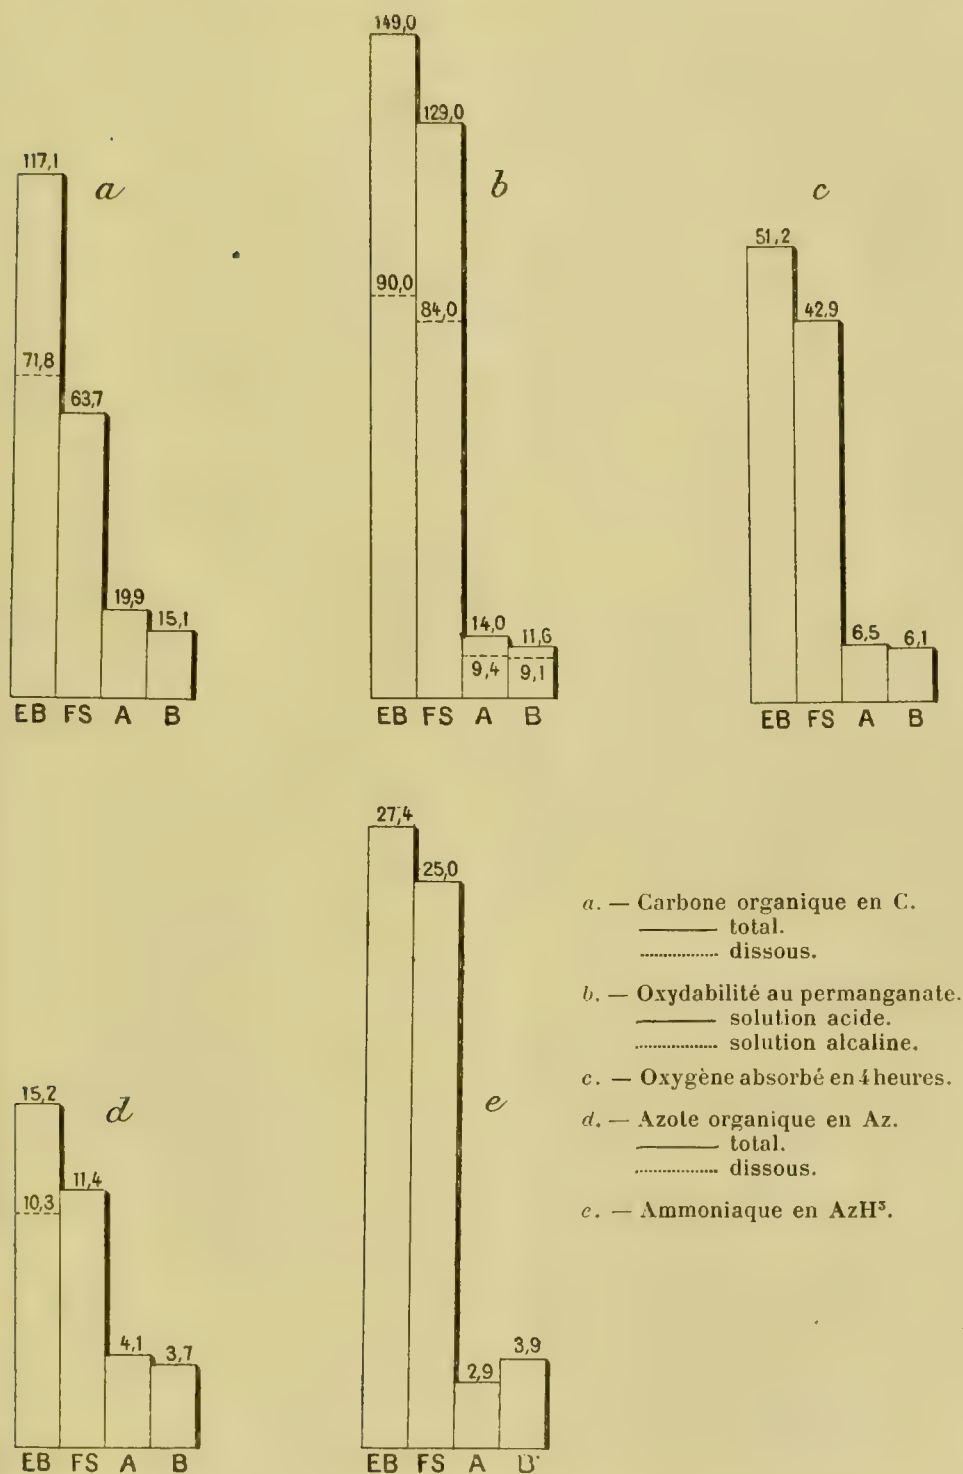 149,0
129,0
117,1
a
b
c
51,2
90,0
84,0
42,9
71,8
63,7
19,9
15,1
14,0
11,6
9,4
9,1
6,5
6,1
EB FS A B
EB FS A B
EB FS A B
27,4
25,0
15,2
d
11,4
10,3
e
4,1
3,7
2,9
3,9
EB FS A B
EB FS A B
a. — Carbone organique en C.
total.
dissous.
b. — Oxydabilité au permanganate.
solution acide.
solution alcaline.
c. — Oxygène absorbé en 4 heures.
d. — Azote organique en Az.
total.
dissous.
e. — Ammoniaque en AzH³.